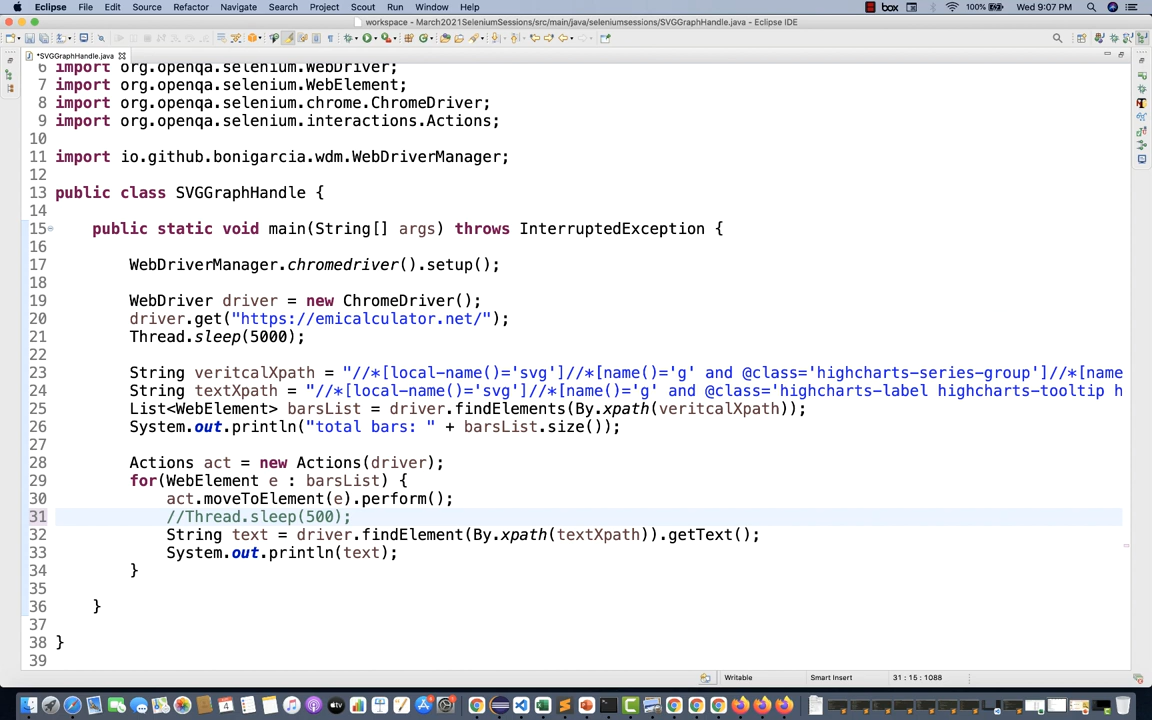 Eclipse File Edit Source Refactor Navigate Search Project Scout Run Window Help box 100% Wed 9:07 PM
workspace - March2021SeleniumSessions/src/main/java/seleniumsessions/SVGGraphHandle.java - Eclipse IDE
*SVGGraphHandle.java
6 import org.openqa.selenium.WebDriver;
7 import org.openqa.selenium.WebElement;
8 import org.openqa.selenium.chrome.ChromeDriver;
9 import org.openqa.selenium.interactions.Actions;
10
11 import io.github.bonigarcia.wdm.WebDriverManager;
12
13 public class SVGGraphHandle {
14
15 public static void main(String[] args) throws InterruptedException {
16
17 WebDriverManager.chromedriver().setup();
18
19 WebDriver driver = new ChromeDriver();
20 driver.get("https://emicalculator.net/");
21 Thread.sleep(5000);
22
23 String veritcalXpath = "//*[local-name()='svg']//*[name()='g' and @class='highcharts-series-group']//*[name
24 String textXpath = "//*[local-name()='svg']//*[name()='g' and @class='highcharts-label highcharts-tooltip h
25 List<WebElement> barsList = driver.findElements(By.xpath(veritcalXpath));
26 System.out.println("total bars: " + barsList.size());
27
28 Actions act = new Actions(driver);
29 for(WebElement e : barsList) {
30 act.moveToElement(e).perform();
31 //Thread.sleep(500);
32 String text = driver.findElement(By.xpath(textXpath)).getText();
33 System.out.println(text);
34 }
35
36 }
37
38 }
39
Writable Smart Insert 31 : 15 : 1088